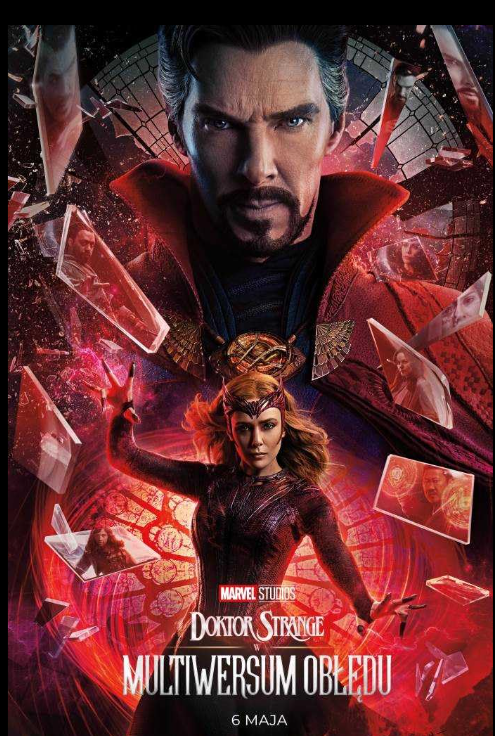 MARVEL STUDIOS
DOKTOR STRANGE
W
MULTIWERSUM OBŁĘDU
6 MAJA